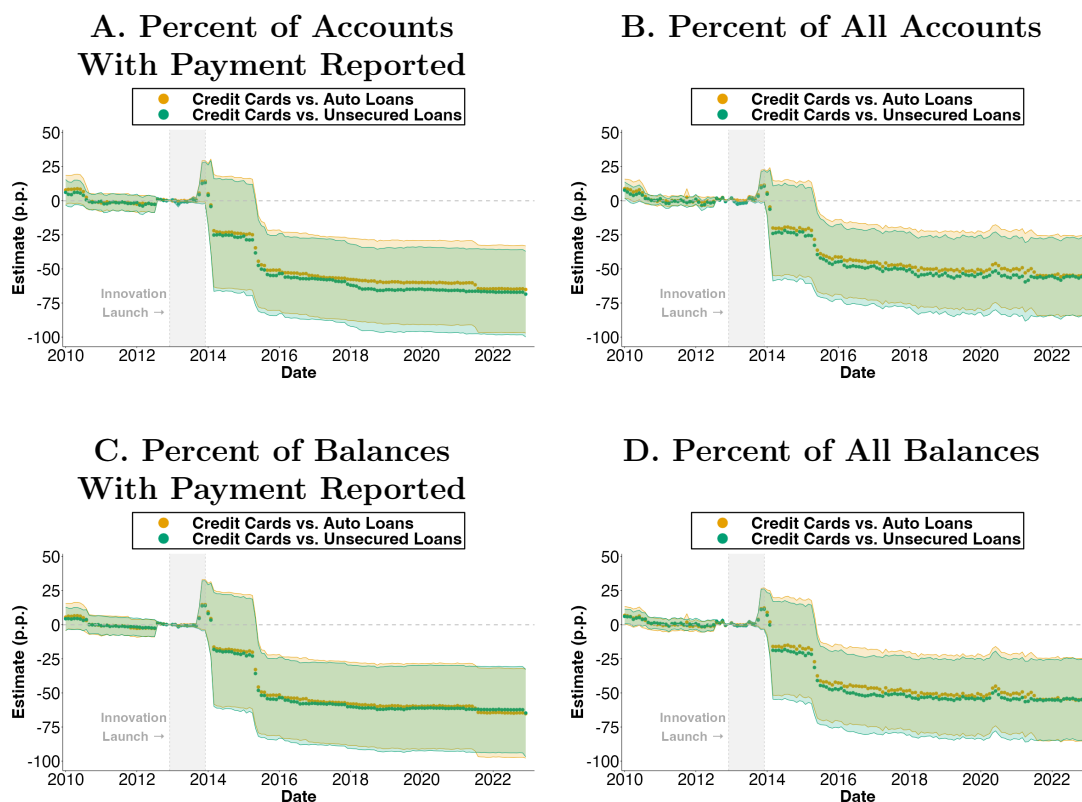 A. Percent of Accounts
With Payment Reported
Credit Cards vs. Auto Loans
Credit Cards vs. Unsecured Loans
50
25
0
-25
-50
-75
-100
Estimate (p.p.)
Innovation
Launch →
2010 2012 2014 2016 2018 2020 2022
Date
B. Percent of All Accounts
Credit Cards vs. Auto Loans
Credit Cards vs. Unsecured Loans
50
25
0
-25
-50
-75
-100
Estimate (p.p.)
Innovation
Launch →
2010 2012 2014 2016 2018 2020 2022
Date
C. Percent of Balances
With Payment Reported
Credit Cards vs. Auto Loans
Credit Cards vs. Unsecured Loans
50
25
0
-25
-50
-75
-100
Estimate (p.p.)
Innovation
Launch →
2010 2012 2014 2016 2018 2020 2022
Date
D. Percent of All Balances
Credit Cards vs. Auto Loans
Credit Cards vs. Unsecured Loans
50
25
0
-25
-50
-75
-100
Estimate (p.p.)
Innovation
Launch →
2010 2012 2014 2016 2018 2020 2022
Date